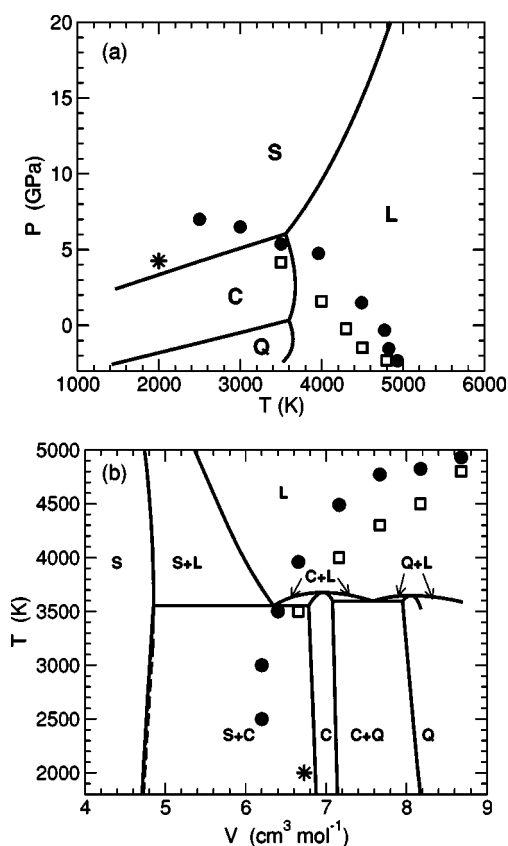 (a)
20
15
10
5
0
P (GPa)
S
L
C
Q
1000 2000 3000 4000 5000 6000
T (K)
(b)
5000
4500
4000
3500
3000
2500
2000
T (K)
L
S
S+L
C+L
Q+L
S+C
C
C+Q
Q
4 5 6 7 8 9
V (cm³ mol⁻¹)